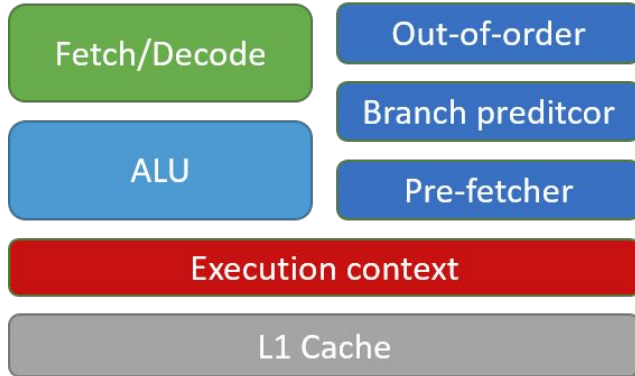 Fetch/Decode
ALU
Out-of-order
Branch preditcor
Pre-fetcher
Execution context
L1 Cache